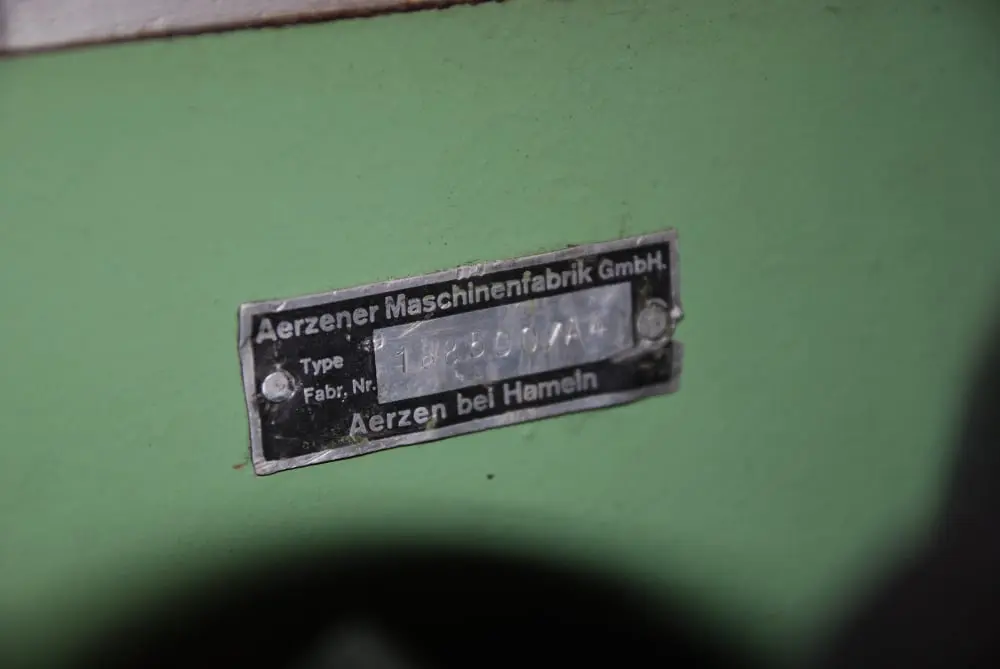 Aerzener Maschinenfabrik GmbH.
Type
Fabr. Nr.
Aerzen bei Hameln